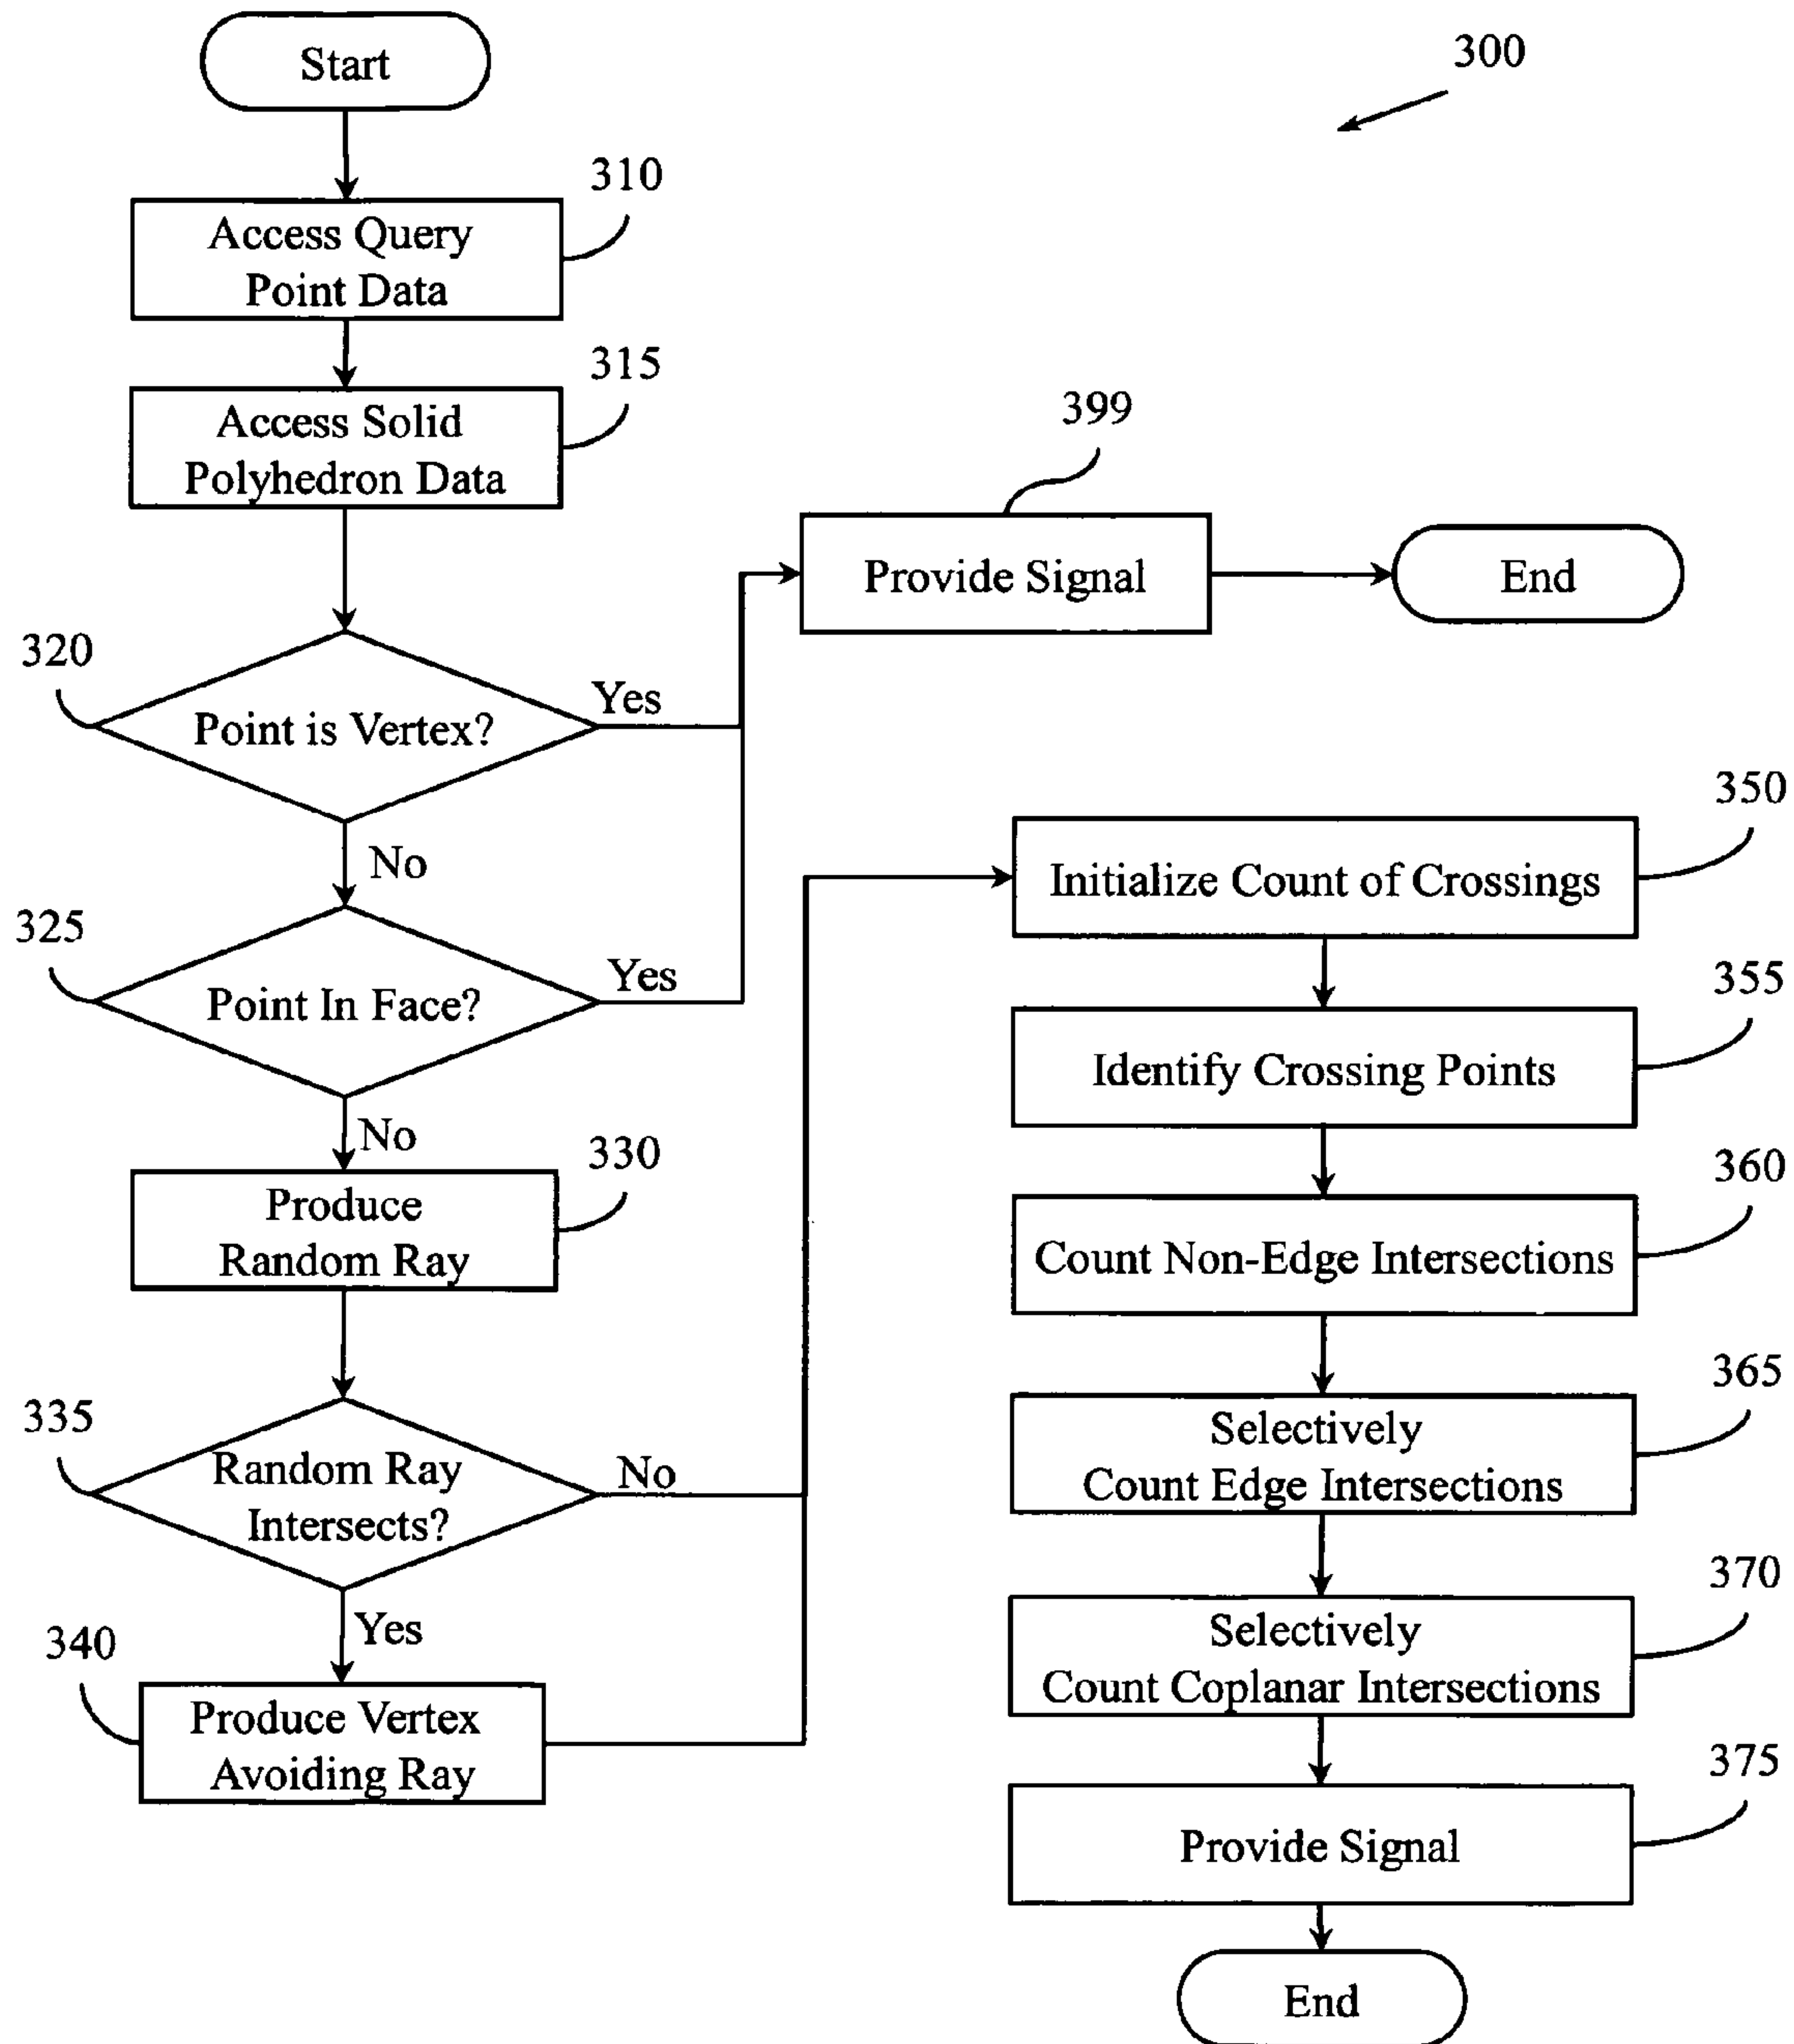 Start
300
310
Access Query
Point Data
315
Access Solid
Polyhedron Data
399
Provide Signal
End
320
Point is Vertex?
Yes
No
325
Point In Face?
Yes
No
330
Produce
Random Ray
335
Random Ray
Intersects?
No
Yes
340
Produce Vertex
Avoiding Ray
350
Initialize Count of Crossings
355
Identify Crossing Points
360
Count Non-Edge Intersections
365
Selectively
Count Edge Intersections
370
Selectively
Count Coplanar Intersections
375
Provide Signal
End